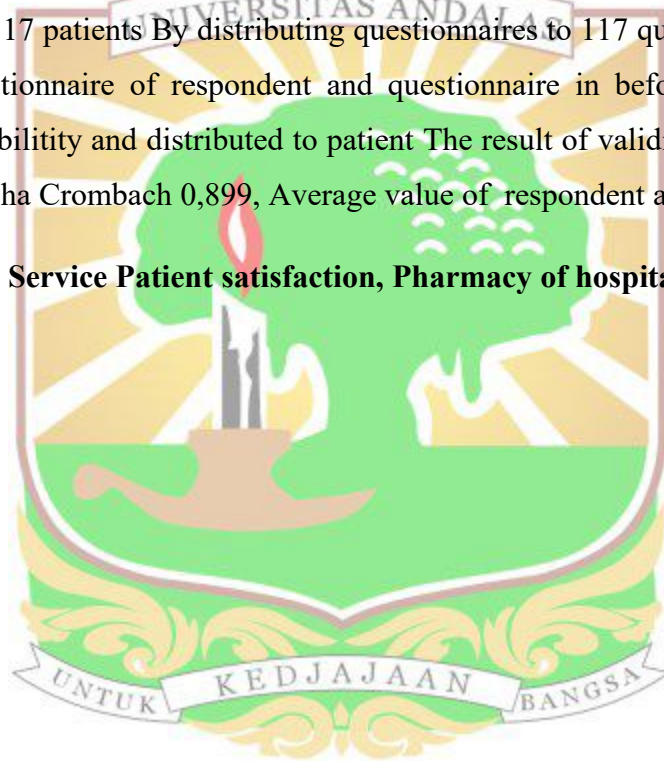 UNIVERSITAS ANDALAS
17 patients By distributing questionnaires to 117 qu
tionnaire of respondent and questionnaire in befo
bilitity and distributed to patient The result of valid
ha Crombach 0,899, Average value of respondent a
Service Patient satisfaction, Pharmacy of hospita
UNTUK KEDJAJAAN BANGSA